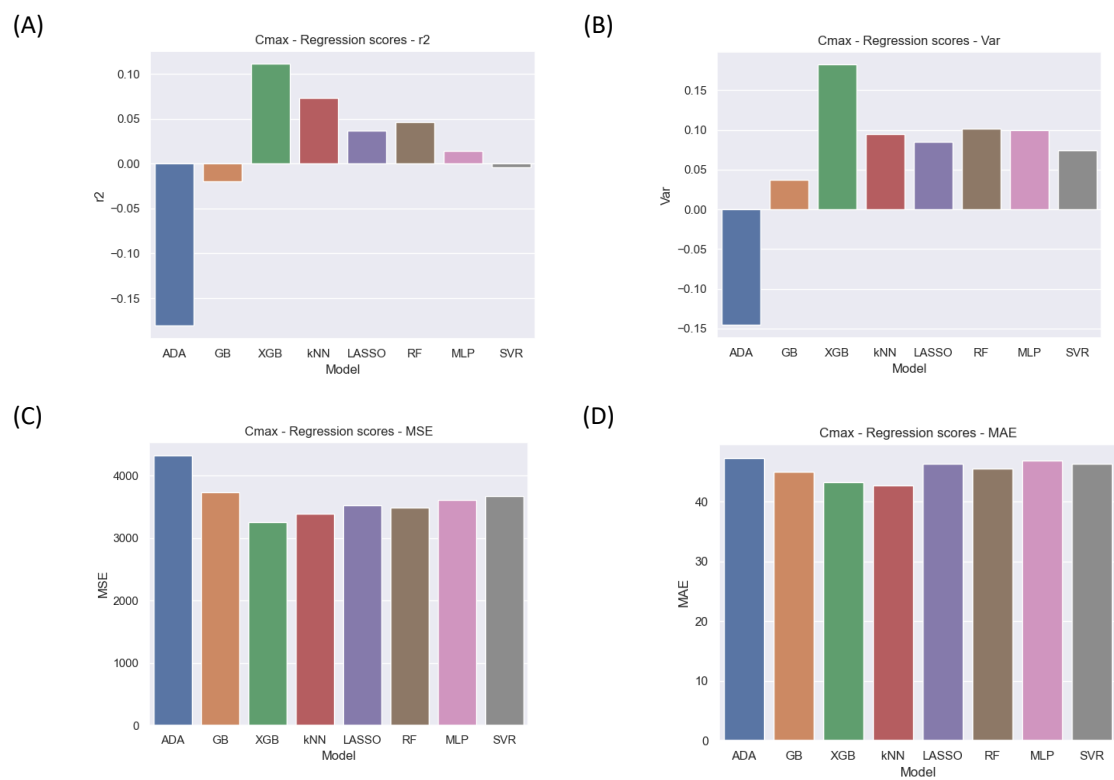 (A)
Cmax - Regression scores - r2
0.10
0.05
0.00
−0.05
−0.10
−0.15
r2
ADA GB XGB kNN LASSO RF MLP SVR
Model
(B)
Cmax - Regression scores - Var
0.15
0.10
0.05
0.00
−0.05
−0.10
−0.15
Var
ADA GB XGB kNN LASSO RF MLP SVR
Model
(C)
Cmax - Regression scores - MSE
4000
3000
2000
1000
0
MSE
ADA GB XGB kNN LASSO RF MLP SVR
Model
(D)
Cmax - Regression scores - MAE
40
30
20
10
0
MAE
ADA GB XGB kNN LASSO RF MLP SVR
Model